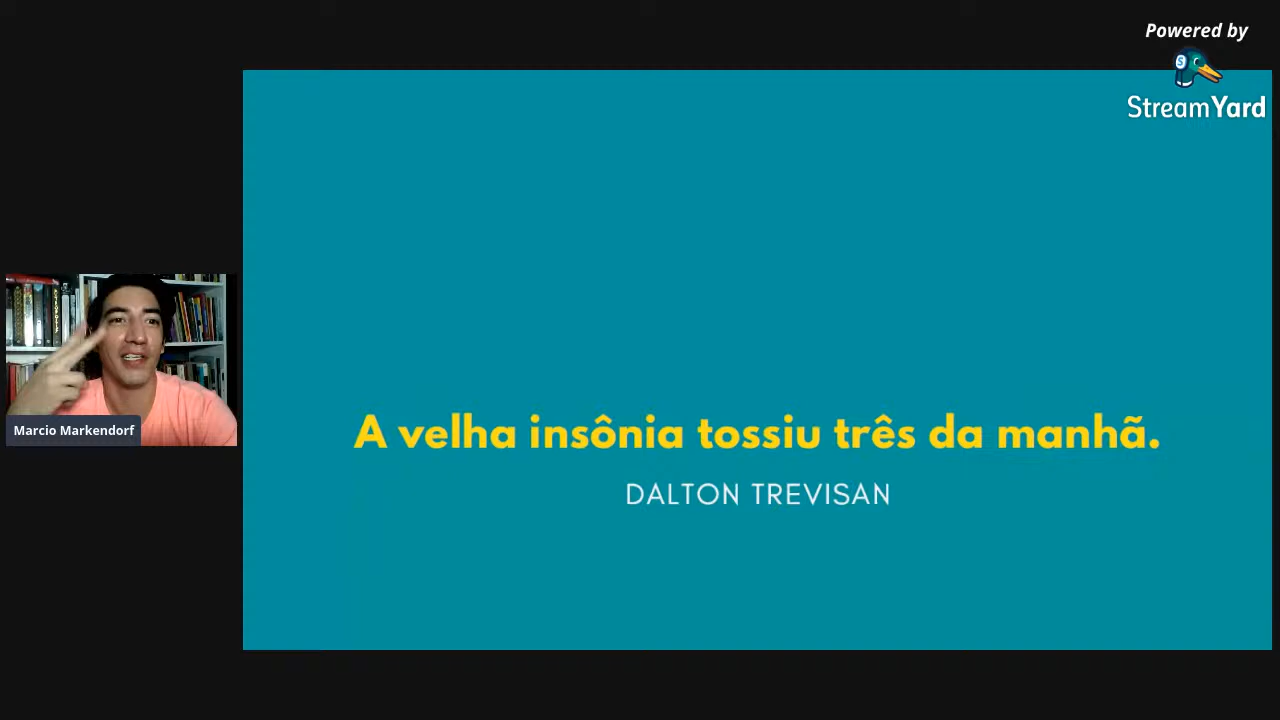 Powered by
StreamYard
A velha insônia tossiu três da manhã.
DALTON TREVISAN
Marcio Markendorf